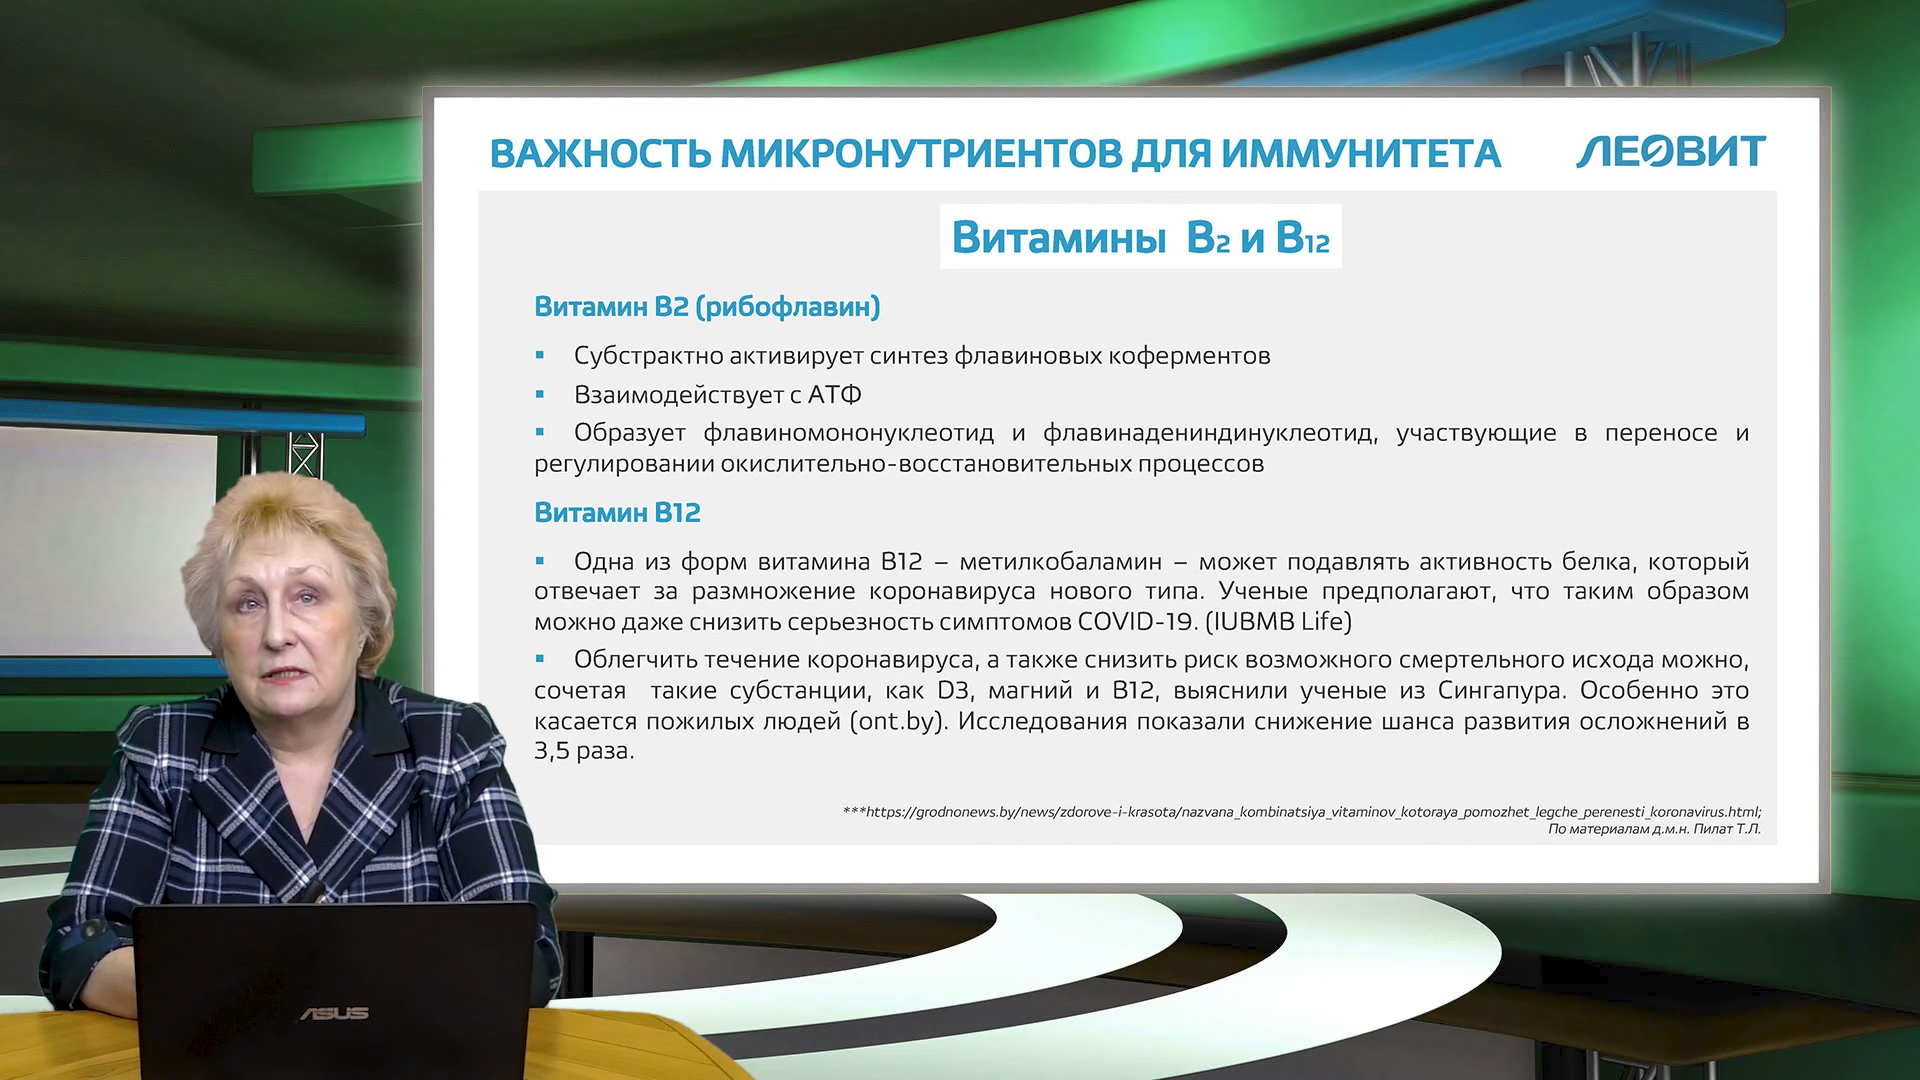 ВАЖНОСТЬ МИКРОНУТРИЕНТОВ ДЛЯ ИММУНИТЕТА
ЛЕОВИТ
Витамины B2 и B12
Витамин B2 (рибофлавин)
▪ Субстрактно активирует синтез флавиновых коферментов
▪ Взаимодействует с АТФ
▪ Образует флавиномононуклеотид и флавинадениндинуклеотид, участвующие в переносе и
регулировании окислительно-восстановительных процессов
Витамин B12
▪ Одна из форм витамина B12 – метилкобаламин – может подавлять активность белка, который
отвечает за размножение коронавируса нового типа. Ученые предполагают, что таким образом
можно даже снизить серьезность симптомов COVID-19. (IUBMB Life)
▪ Облегчить течение коронавируса, а также снизить риск возможного смертельного исхода можно,
сочетая такие субстанции, как D3, магний и B12, выяснили ученые из Сингапура. Особенно это
касается пожилых людей (ont.by). Исследования показали снижение шанса развития осложнений в
3,5 раза.
***https://grodnonews.by/news/zdorove-i-krasota/nazvana_kombinatsiya_vitaminov_kotoraya_pomozhet_legche_perenesti_koronavirus.html;
По материалам д.м.н. Пилат Т.Л.
ASUS